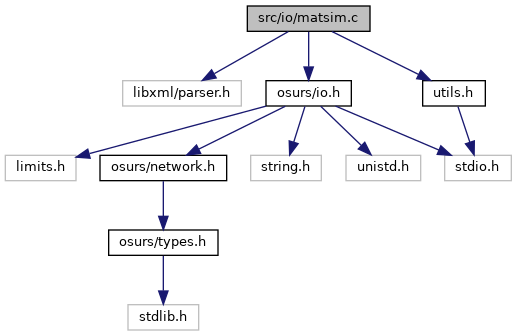 src/io/matsim.c
libxml/parser.h
osurs/io.h
utils.h
limits.h
osurs/network.h
string.h
unistd.h
stdio.h
osurs/types.h
stdlib.h